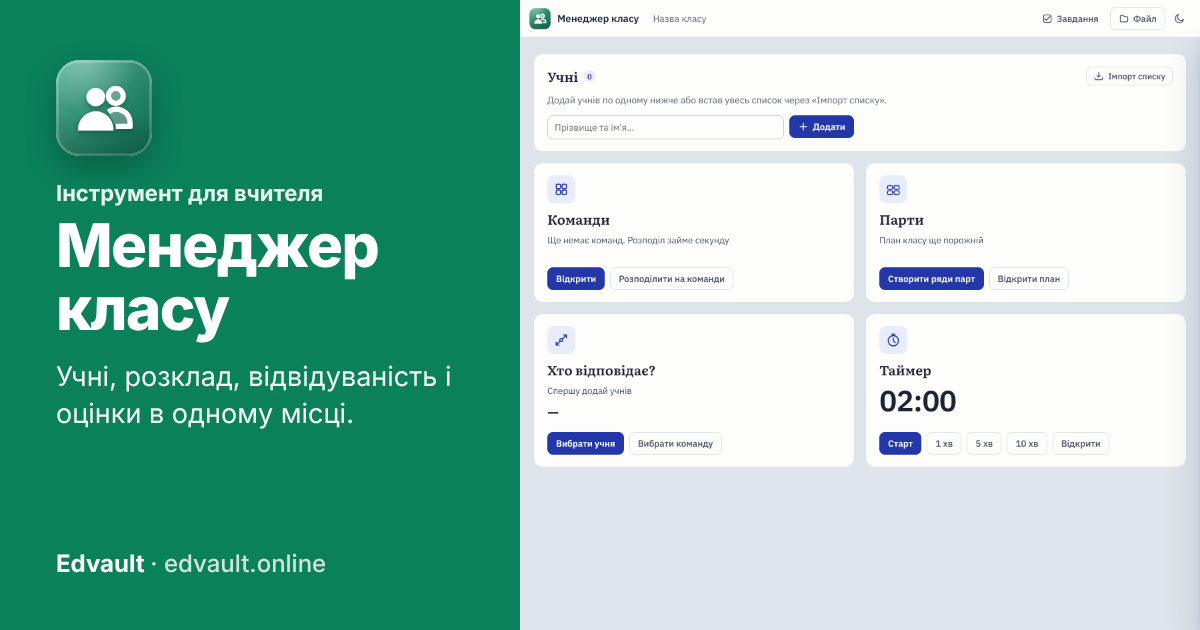 Інструмент для вчителя
Менеджер
класу
Учні, розклад, відвідуваність і
оцінки в одному місці.
Edvault · edvault.online
Менеджер класу
Назва класу
Завдання
Файл
Учні 0
Імпорт списку
Додай учнів по одному нижче або встав увесь список через «Імпорт списку».
Прізвище та ім'я...
+ Додати
Команди
Ще немає команд. Розподіл займе секунду
Відкрити
Розподілити на команди
Парти
План класу ще порожній
Створити ряди парт
Відкрити план
Хто відповідає?
Спершу додай учнів
—
Вибрати учня
Вибрати команду
Таймер
02:00
Старт
1 хв
5 хв
10 хв
Відкрити